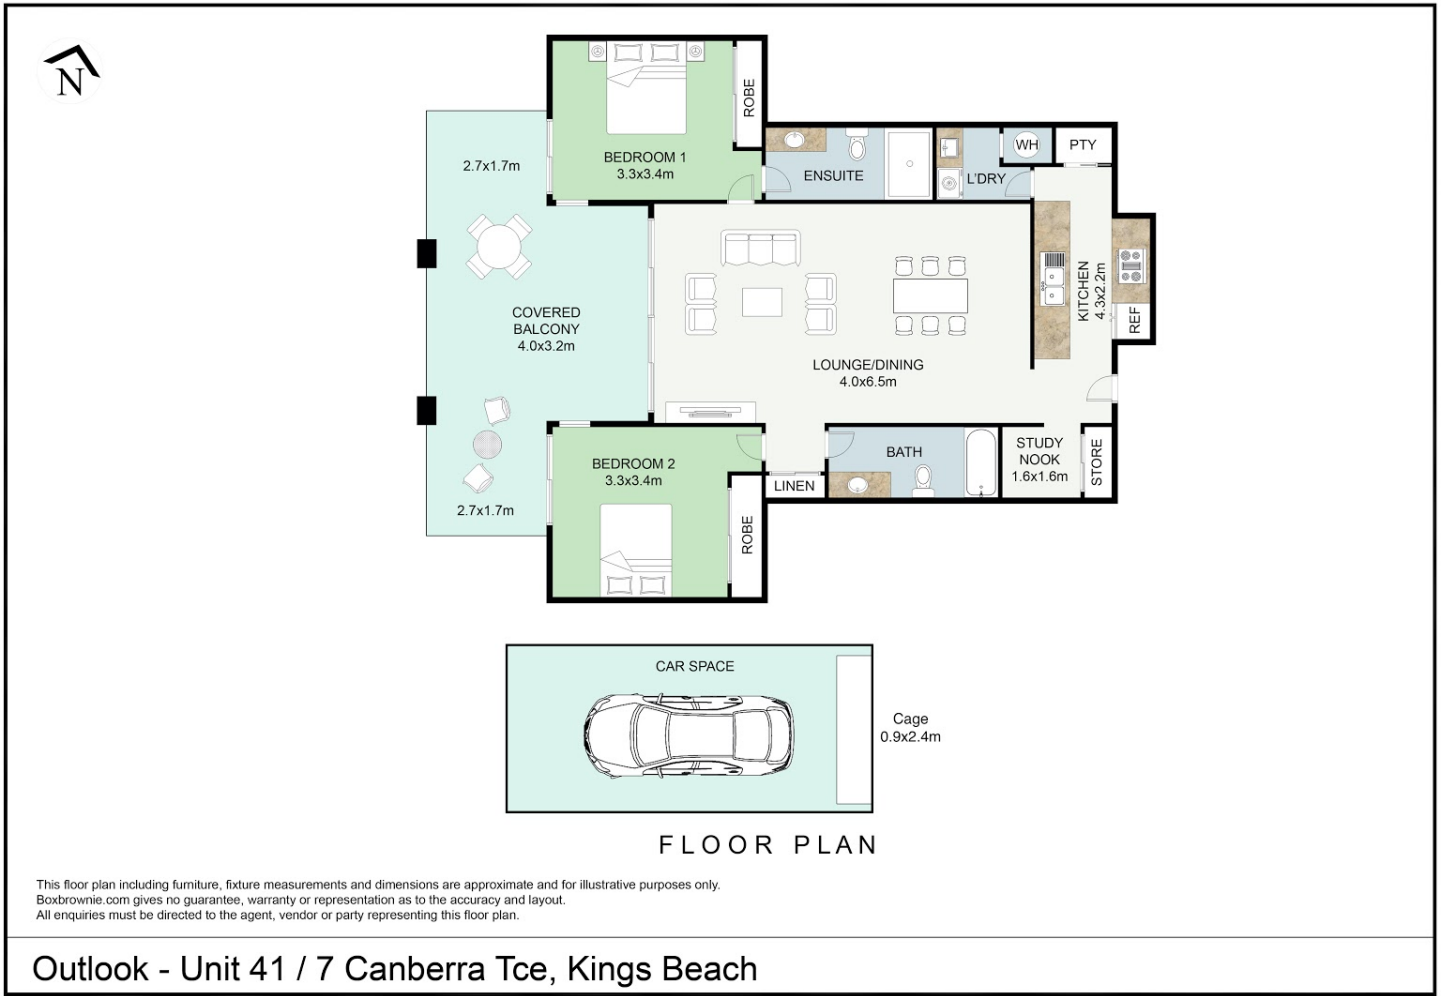 N
2.7x1.7m
BEDROOM 1
3.3x3.4m
ROBE
ENSUITE
L'DRY
WH
PTY
COVERED
BALCONY
4.0x3.2m
LOUNGE/DINING
4.0x6.5m
KITCHEN
4.3x2.2m
REF
BEDROOM 2
3.3x3.4m
2.7x1.7m
ROBE
LINEN
BATH
STUDY
NOOK
1.6x1.6m
STORE
CAR SPACE
Cage
0.9x2.4m
FLOOR PLAN
This floor plan including furniture, fixture measurements and dimensions are approximate and for illustrative purposes only.
Boxbrownie.com gives no guarantee, warranty or representation as to the accuracy and layout.
All enquiries must be directed to the agent, vendor or party representing this floor plan.
Outlook - Unit 41 / 7 Canberra Tce, Kings Beach